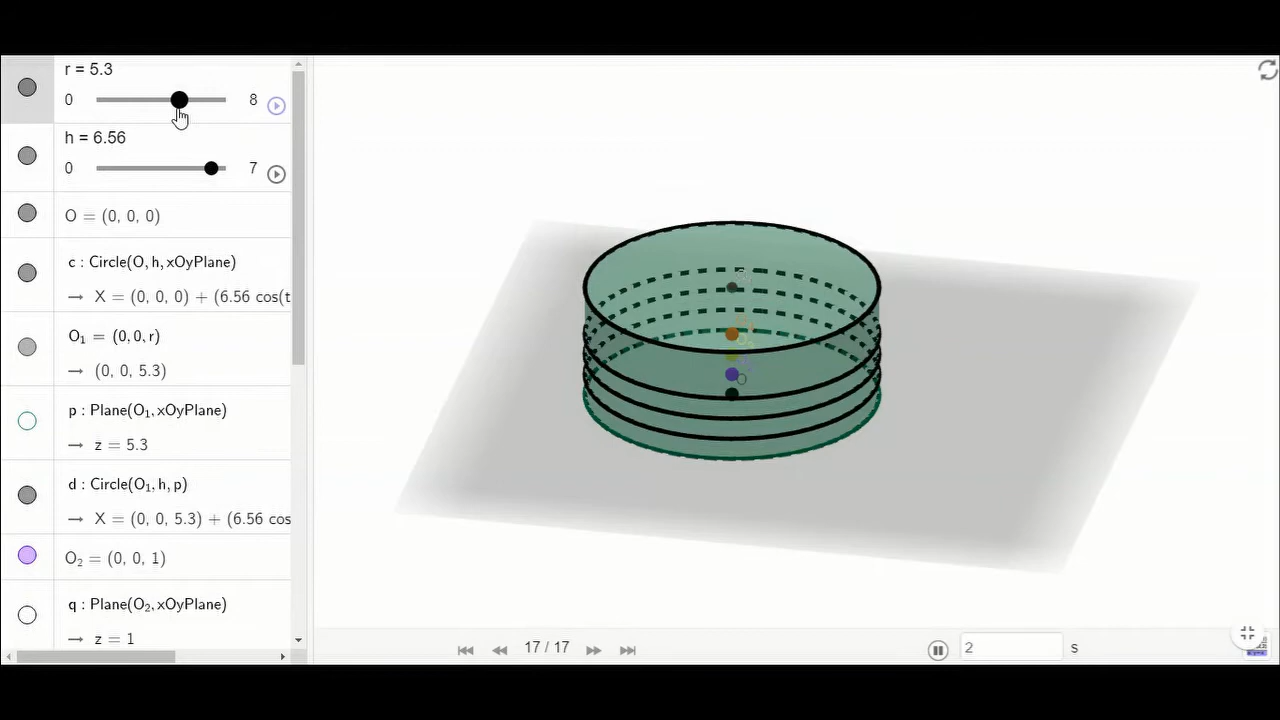 r = 5.3
0 8
h = 6.56
0 7
O = (0, 0, 0)
c : Circle(O, h, xOyPlane)
→ X = (0, 0, 0) + (6.56 cos(t
O₁ = (0, 0, r)
→ (0, 0, 5.3)
p : Plane(O₁, xOyPlane)
→ z = 5.3
d : Circle(O₁, h, p)
→ X = (0, 0, 5.3) + (6.56 cos
O₂ = (0, 0, 1)
q : Plane(O₂, xOyPlane)
→ z = 1
O
17 / 17
2 s